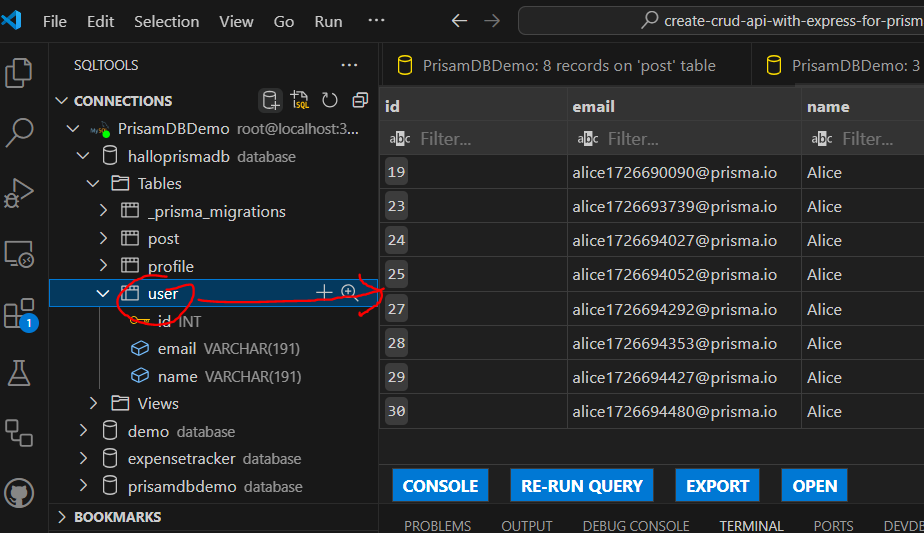 File Edit Selection View Go Run ··· create-crud-api-with-express-for-prism
SQLTOOLS ···
CONNECTIONS
PrisamDBDemo root@localhost:3...
halloprismadb database
Tables
_prisma_migrations
post
profile
user
id INT
email VARCHAR(191)
name VARCHAR(191)
Views
demo database
expensetracker database
prisamdbdemo database
BOOKMARKS
1
PrisamDBDemo: 8 records on 'post' table PrisamDBDemo: 3
id email name
abc Filter... abc Filter... abc Filter...
19 alice1726690090@prisma.io Alice
23 alice1726693739@prisma.io Alice
24 alice1726694027@prisma.io Alice
25 alice1726694052@prisma.io Alice
27 alice1726694292@prisma.io Alice
28 alice1726694353@prisma.io Alice
29 alice1726694427@prisma.io Alice
30 alice1726694480@prisma.io Alice
CONSOLE RE-RUN QUERY EXPORT OPEN
PROBLEMS OUTPUT DEBUG CONSOLE TERMINAL PORTS DEVDB